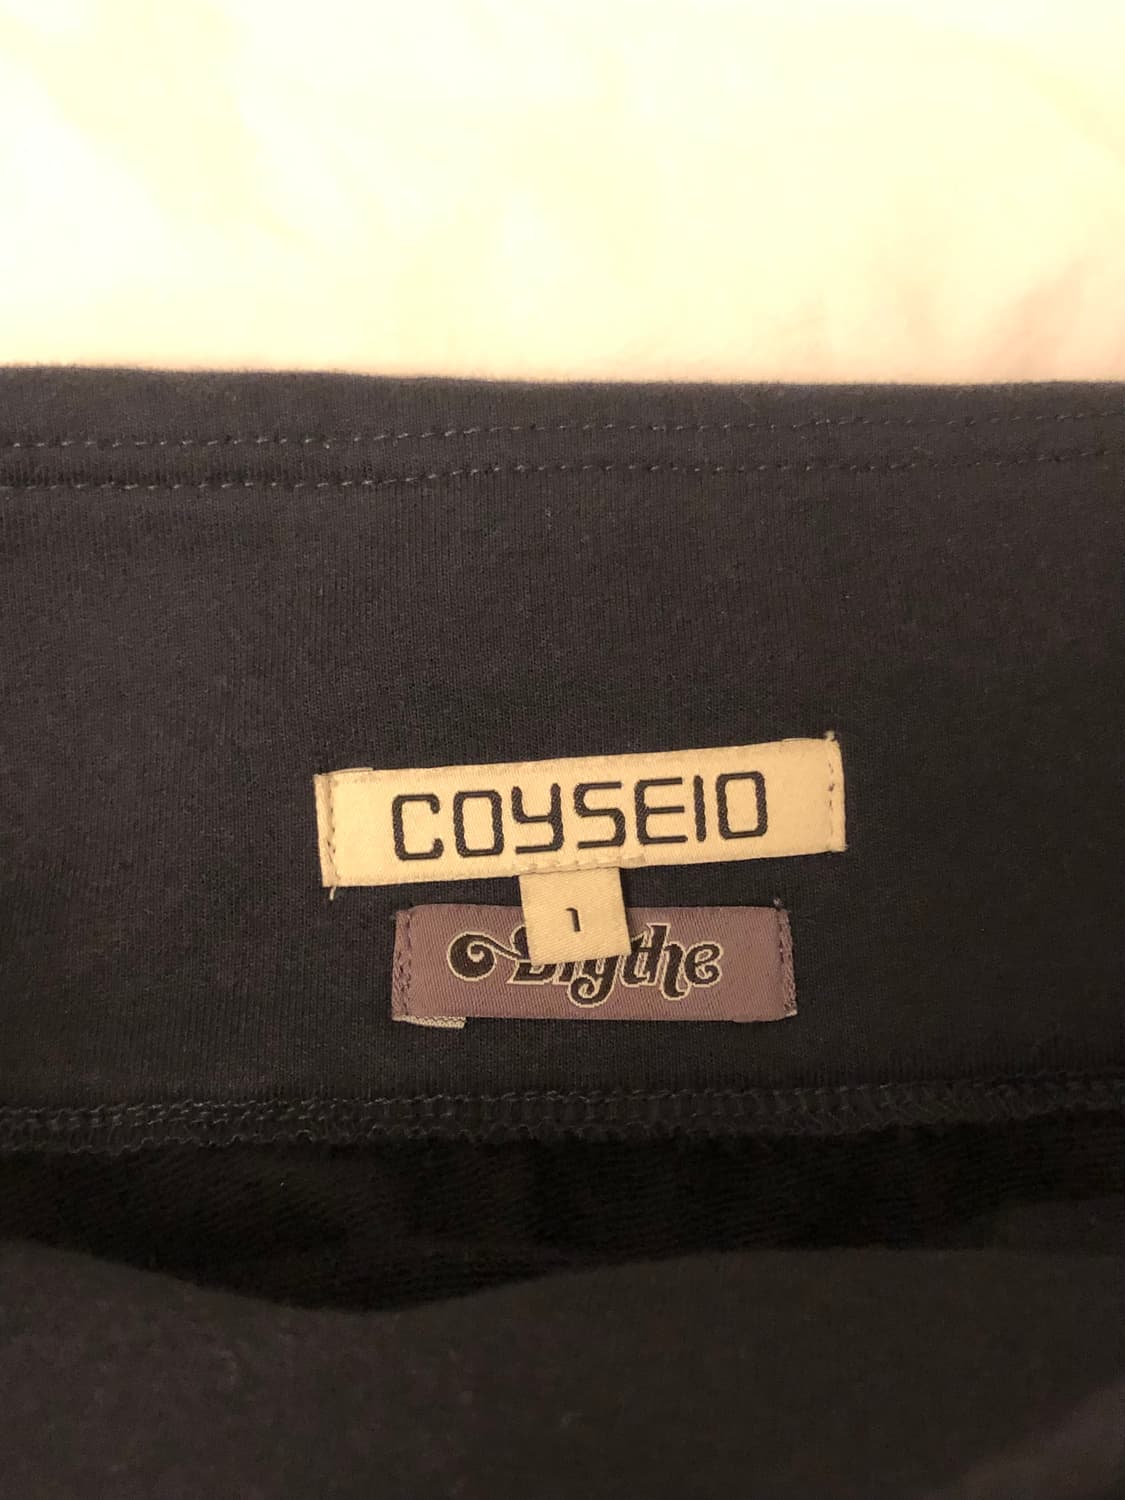 COYSEIO
1
Blythe